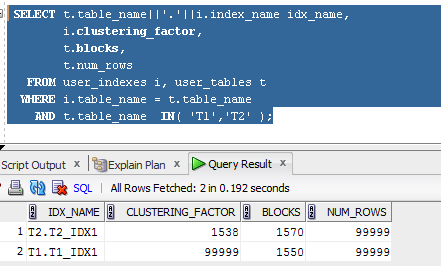 SELECT t.table_name||'.'||i.index_name idx_name,
i.clustering_factor,
t.blocks,
t.num_rows
FROM user_indexes i, user_tables t
WHERE i.table_name = t.table_name
AND t.table_name IN( 'T1','T2' );
Script Output × Explain Plan × Query Result ×
SQL | All Rows Fetched: 2 in 0.192 seconds
IDX_NAME CLUSTERING_FACTOR BLOCKS NUM_ROWS
1 T2.T2_IDX1 1538 1570 99999
2 T1.T1_IDX1 99999 1550 99999